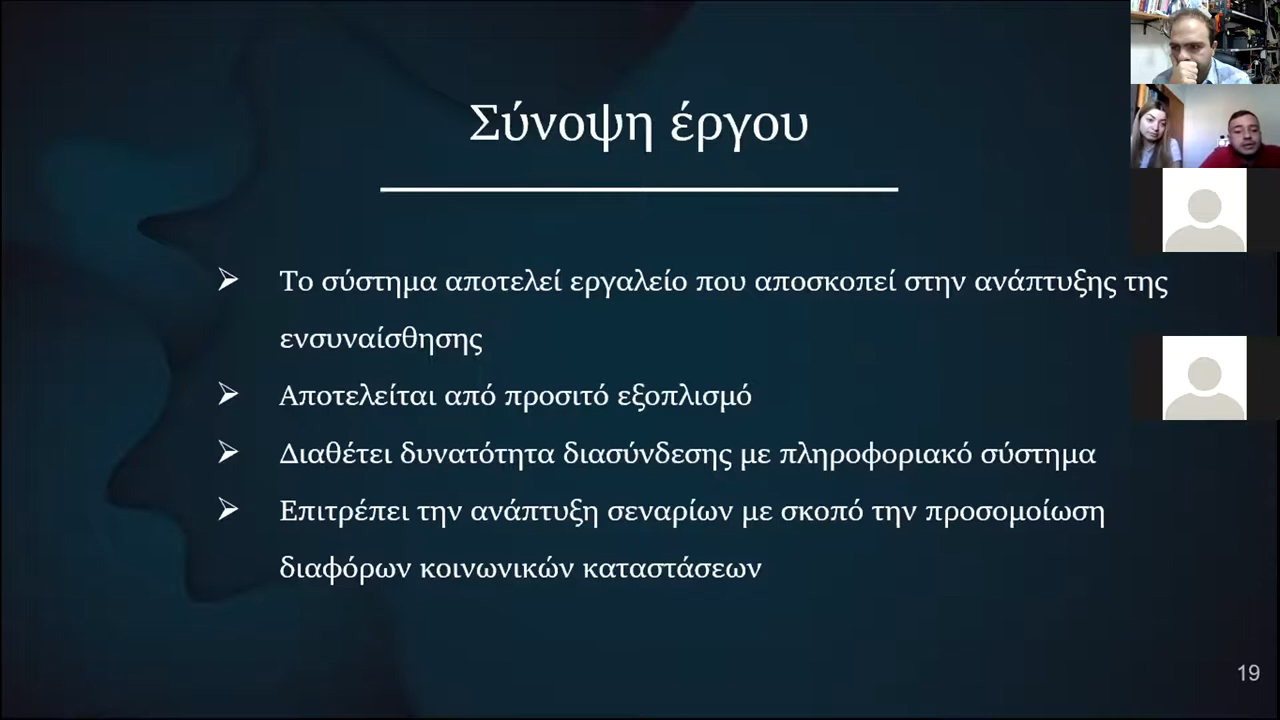 Σύνοψη έργου
➢ Το σύστημα αποτελεί εργαλείο που αποσκοπεί στην ανάπτυξης της
ενσυναίσθησης
➢ Αποτελείται από προσιτό εξοπλισμό
➢ Διαθέτει δυνατότητα διασύνδεσης με πληροφοριακό σύστημα
➢ Επιτρέπει την ανάπτυξη σεναρίων με σκοπό την προσομοίωση
διαφόρων κοινωνικών καταστάσεων
19